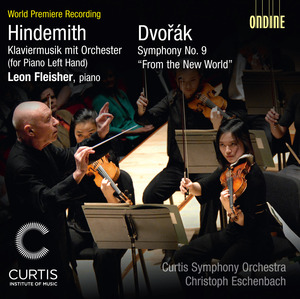 World Premiere Recording
ONDINE
Hindemith
Klaviermusik mit Orchester
(for Piano Left Hand)
Leon Fleisher, piano
Dvořák
Symphony No. 9
“From the New World”
C
CURTIS
INSTITUTE OF MUSIC
Curtis Symphony Orchestra
Christoph Eschenbach